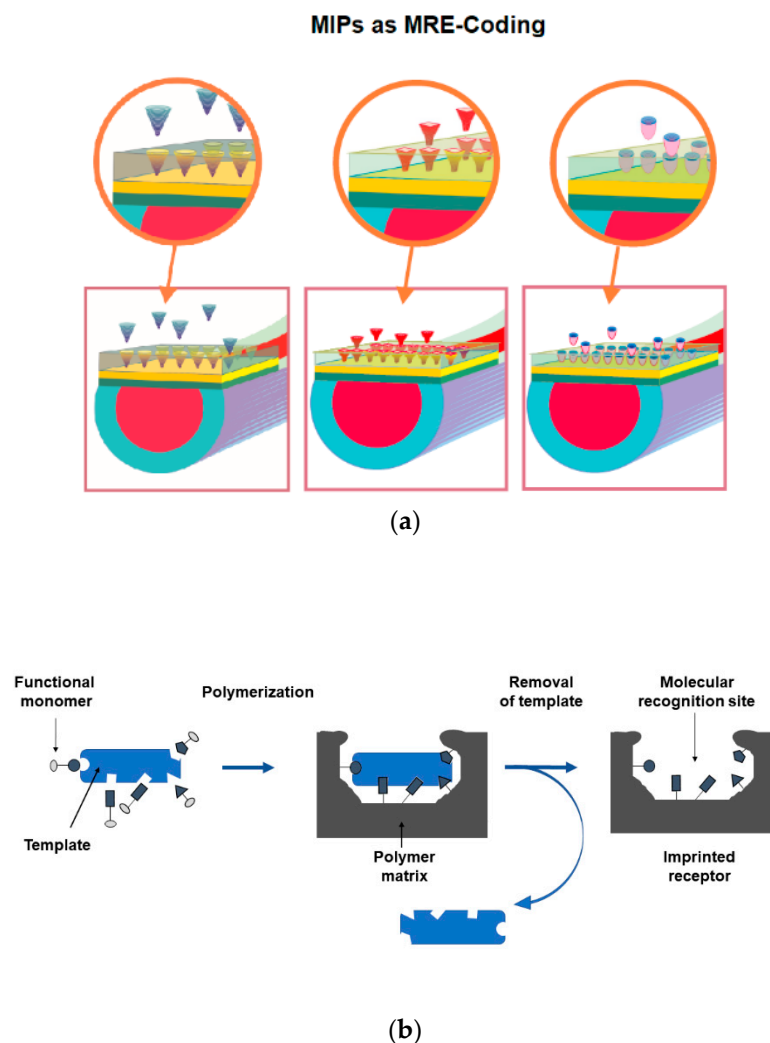 MIPs as MRE-Coding
(a)
Functional
monomer
Polymerization
Removal
of template
Molecular
recognition site
Template
Polymer
matrix
Imprinted
receptor
(b)